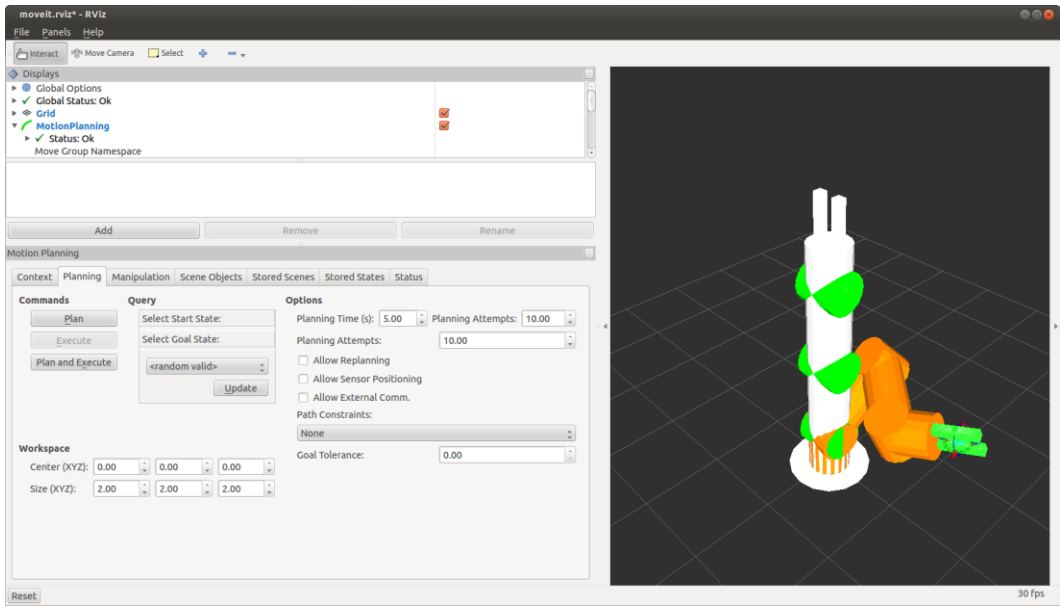 moveit.rviz* - RViz
File Panels Help
Interact Move Camera Select
Displays
Global Options
Global Status: Ok
Grid
MotionPlanning
Status: Ok
Move Group Namespace
Add Remove Rename
Motion Planning
Context Planning Manipulation Scene Objects Stored Scenes Stored States Status
Commands Query Options
Plan Select Start State: Planning Time (s): 5.00 Planning Attempts: 10.00
Execute Select Goal State: Planning Attempts: 10.00
Plan and Execute <random valid> Allow Replanning
Update Allow Sensor Positioning
Allow External Comm.
Path Constraints:
None
Workspace Goal Tolerance: 0.00
Center (XYZ): 0.00 0.00 0.00
Size (XYZ): 2.00 2.00 2.00
Reset 30 fps